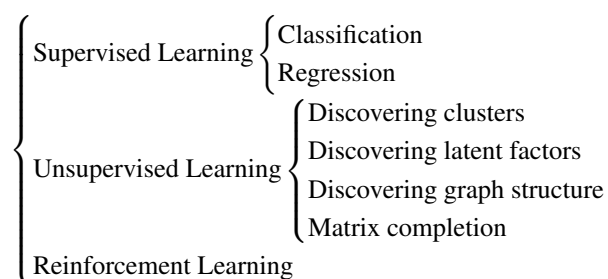 Supervised Learning
Classification
Regression
Unsupervised Learning
Discovering clusters
Discovering latent factors
Discovering graph structure
Matrix completion
Reinforcement Learning